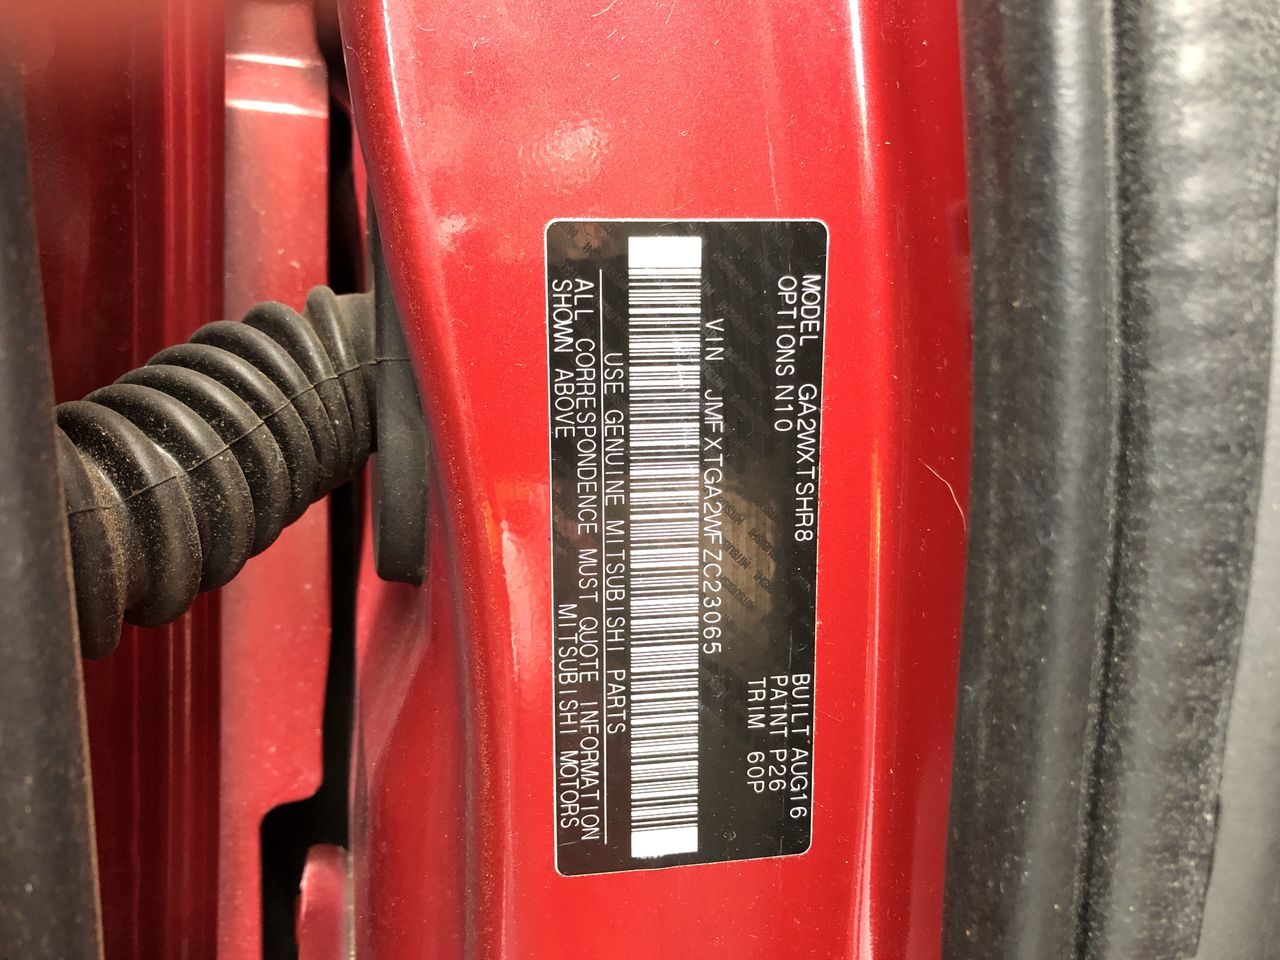 MODEL GA2WXTSHR8 BUILT AUG16
OPTIONS N10 PAINT P26
TRIM 60P
VIN JMFXTGA2WFZC23065
USE GENUINE MITSUBISHI PARTS
ALL CORRESPONDENCE MUST QUOTE INFORMATION
SHOWN ABOVE MITSUBISHI MOTORS